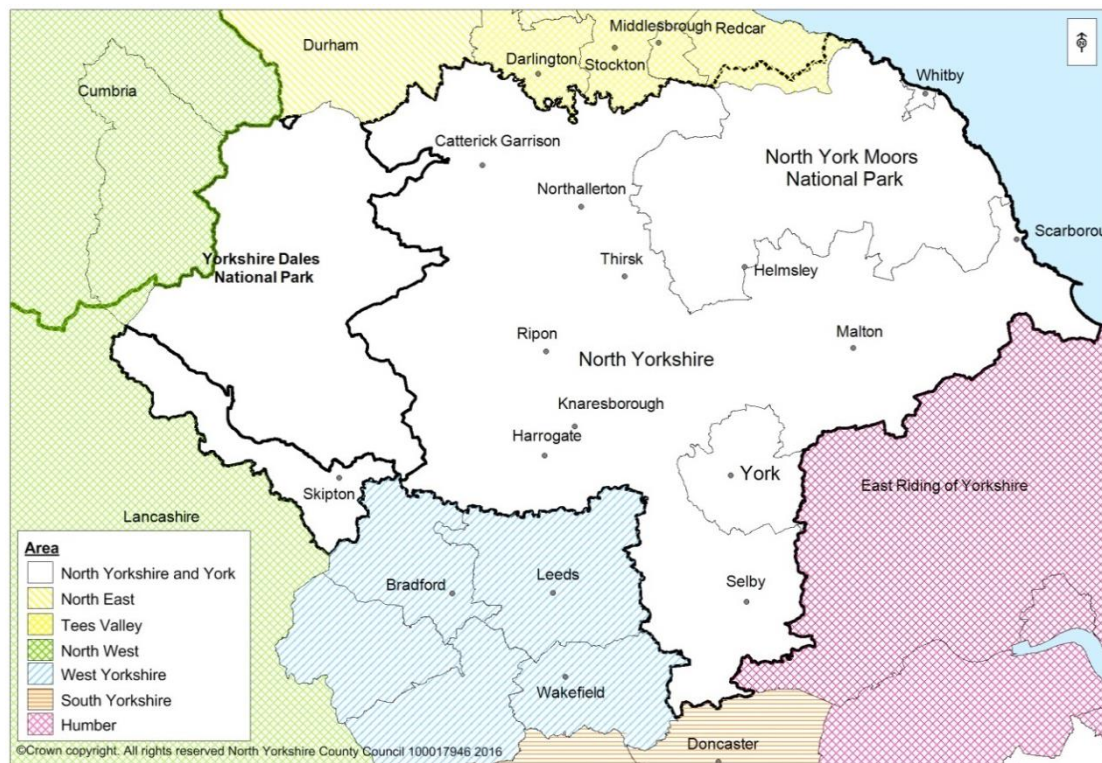 Durham
Middlesbrough
Redcar
Darlington
Stockton
Whitby
Cumbria
Catterick Garrison
North York Moors
National Park
Northallerton
Scarborou
Yorkshire Dales
National Park
Thirsk
Helmsley
Ripon
North Yorkshire
Malton
Knaresborough
Harrogate
York
Skipton
East Riding of Yorkshire
Lancashire
Bradford
Leeds
Selby
Wakefield
Doncaster
Area
North Yorkshire and York
North East
Tees Valley
North West
West Yorkshire
South Yorkshire
Humber
©Crown copyright. All rights reserved North Yorkshire County Council 100017946 2016